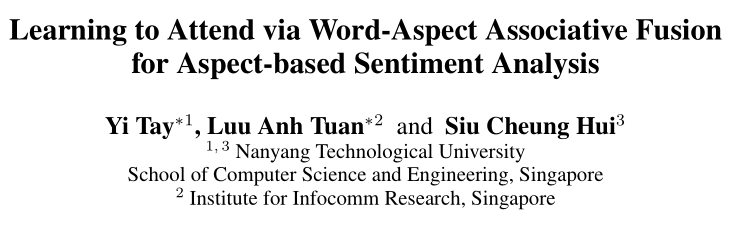 Learning to Attend via Word-Aspect Associative Fusion
for Aspect-based Sentiment Analysis
Yi Tay*1, Luu Anh Tuan*2 and Siu Cheung Hui3
1, 3 Nanyang Technological University
School of Computer Science and Engineering, Singapore
2 Institute for Infocomm Research, Singapore